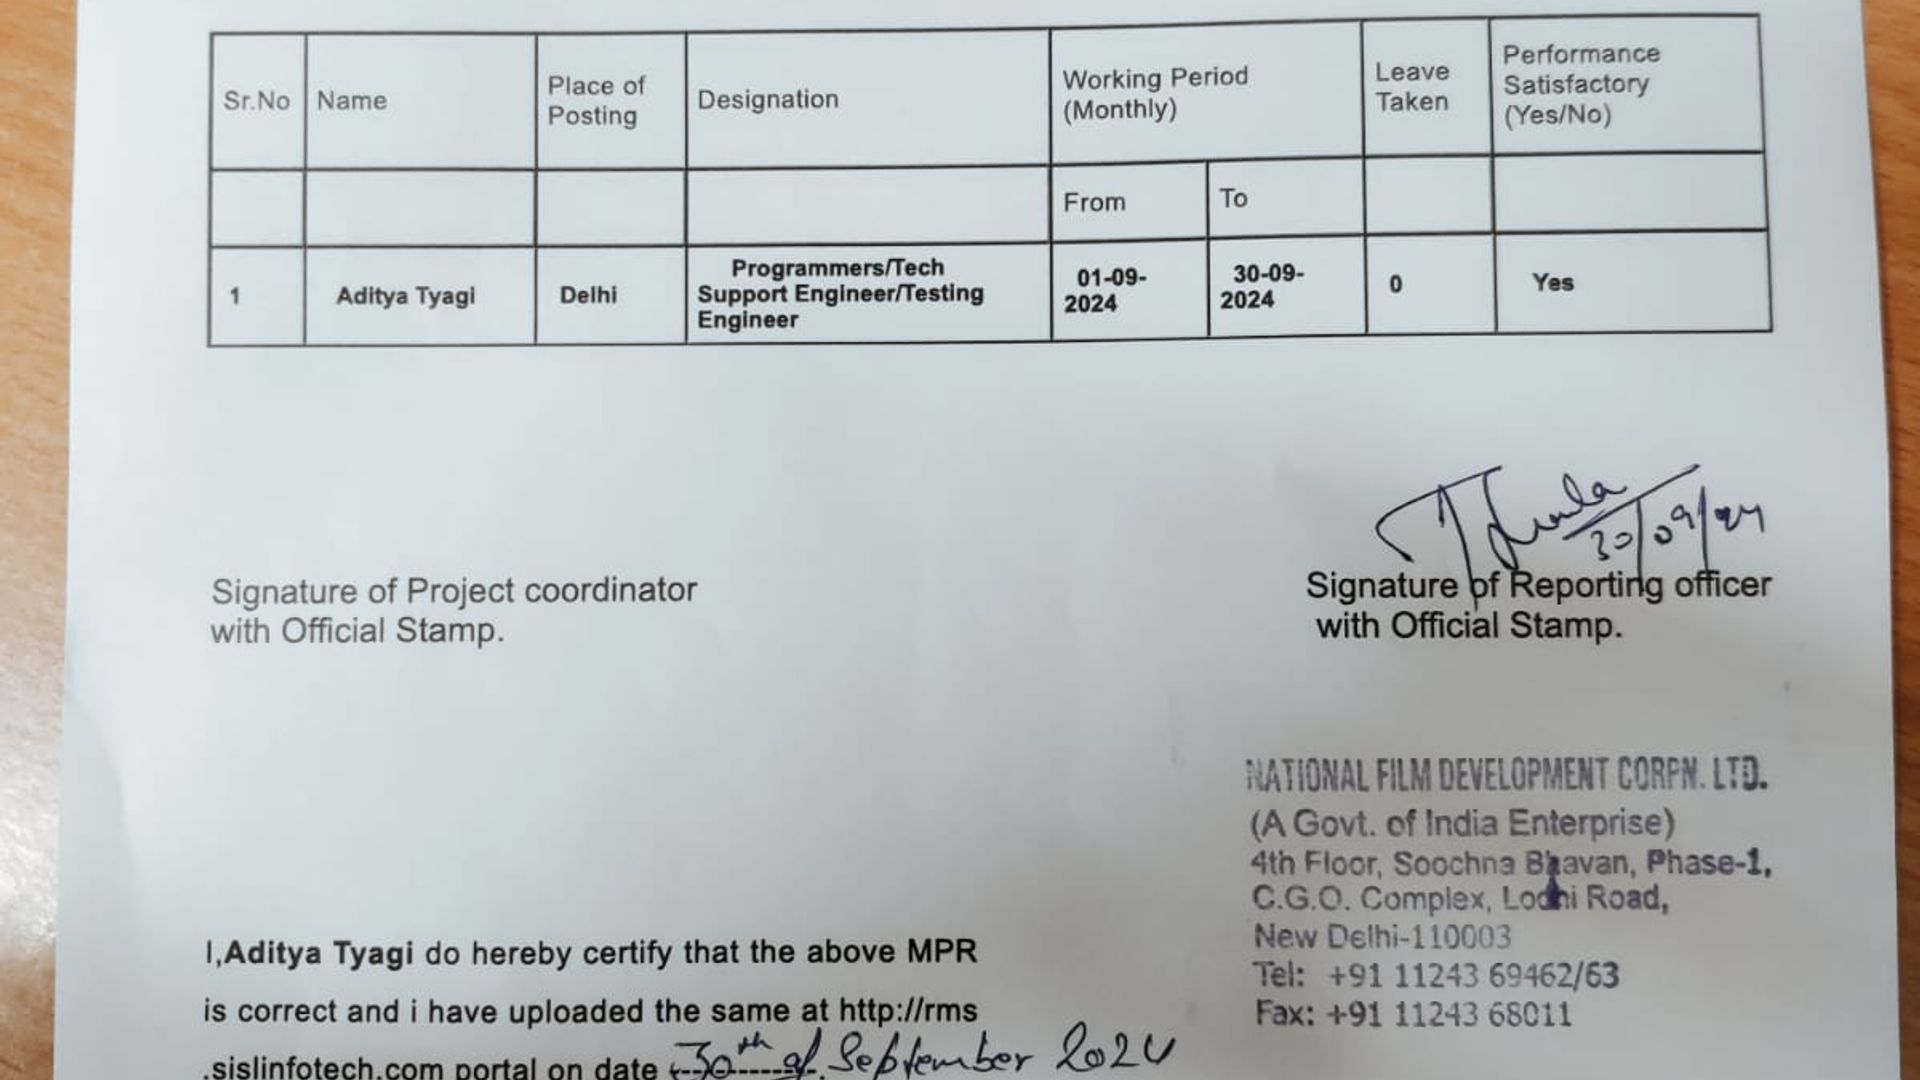 Sr.No Name Place of Posting Designation Working Period (Monthly) Leave Taken Performance Satisfactory (Yes/No)
From To
1 Aditya Tyagi Delhi Programmers/Tech Support Engineer/Testing Engineer 01-09-2024 30-09-2024 0 Yes
30/09/24
Signature of Project coordinator
with Official Stamp.
Signature of Reporting officer
with Official Stamp.
NATIONAL FILM DEVELOPMENT CORPN. LTD.
(A Govt. of India Enterprise)
4th Floor, Soochna Bhavan, Phase-1,
C.G.O. Complex, Lodhi Road,
New Delhi-110003
Tel: +91 11243 69462/63
Fax: +91 11243 68011
I,Aditya Tyagi do hereby certify that the above MPR
is correct and i have uploaded the same at http://rms
.sislinfotech.com portal on date 30th of September 2024